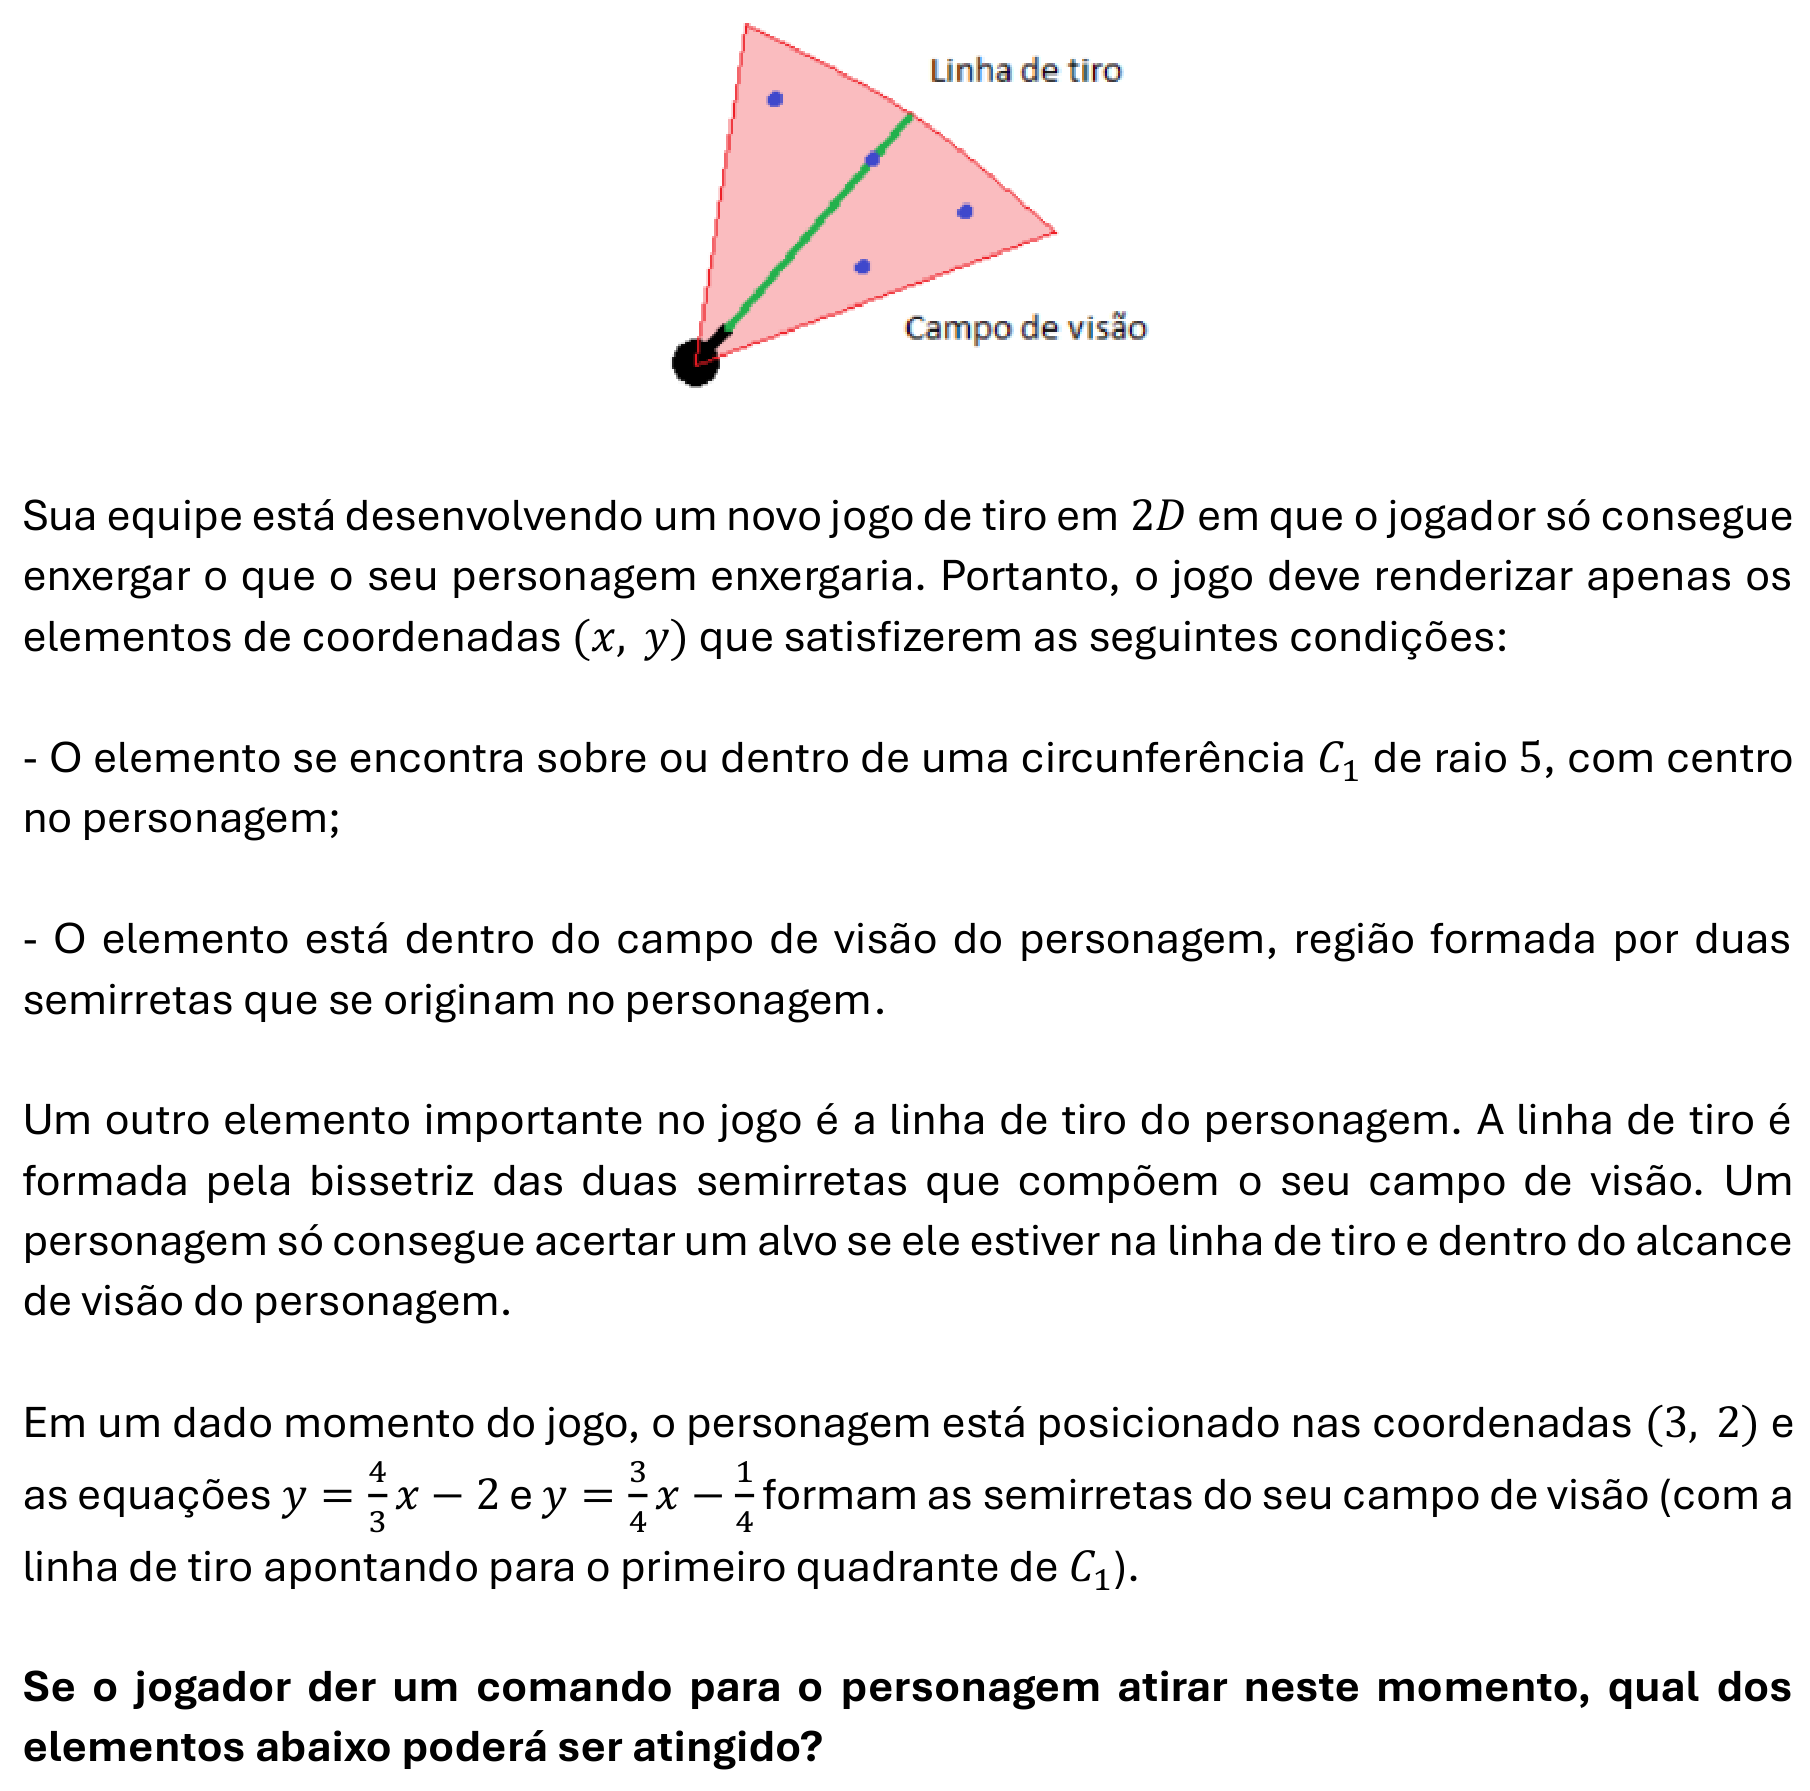 Linha de tiro
Campo de visão
Sua equipe está desenvolvendo um novo jogo de tiro em 2D em que o jogador só consegue
enxergar o que o seu personagem enxergaria. Portanto, o jogo deve renderizar apenas os
elementos de coordenadas (x, y) que satisfizerem as seguintes condições:
- O elemento se encontra sobre ou dentro de uma circunferência C₁ de raio 5, com centro
no personagem;
- O elemento está dentro do campo de visão do personagem, região formada por duas
semirretas que se originam no personagem.
Um outro elemento importante no jogo é a linha de tiro do personagem. A linha de tiro é
formada pela bissetriz das duas semirretas que compõem o seu campo de visão. Um
personagem só consegue acertar um alvo se ele estiver na linha de tiro e dentro do alcance
de visão do personagem.
Em um dado momento do jogo, o personagem está posicionado nas coordenadas (3, 2) e
as equações y = 4/3 x − 2 e y = 3/4 x − 1/4 formam as semirretas do seu campo de visão (com a
linha de tiro apontando para o primeiro quadrante de C₁).
Se o jogador der um comando para o personagem atirar neste momento, qual dos
elementos abaixo poderá ser atingido?